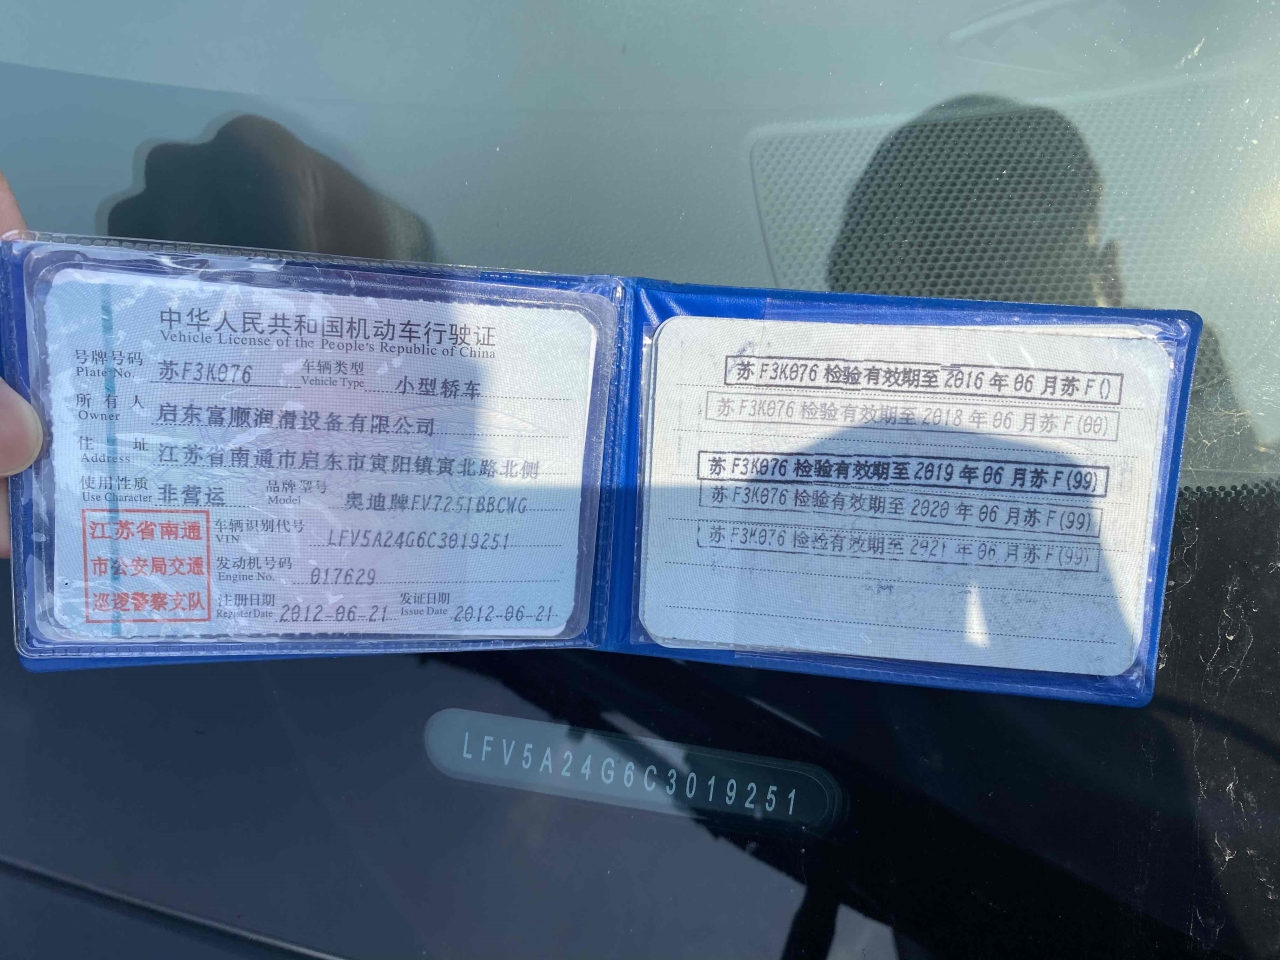 中华人民共和国机动车行驶证
Vehicle License of the People's Republic of China
号牌号码 苏F3K076 车辆类型 小型轿车
Plate No. Vehicle Type
所有人 启东富顺润滑设备有限公司
Owner
住址 江苏省南通市启东市寅阳镇寅北路北侧
Address
使用性质 非营运 品牌型号 奥迪牌FV7251BBCWG
Use Character Model
江苏省南通
市公安局交通
巡逻警察支队
车辆识别代号 LFV5A24G6C3019251
VIN
发动机号码 017629
Engine No.
注册日期 2012-06-21 发证日期 2012-06-21
Register Date Issue Date
苏F3K076检验有效期至2016年06月苏F()
苏F3K076检验有效期至2018年06月苏F(00)
苏F3K076检验有效期至2019年06月苏F(99)
苏F3K076检验有效期至2020年06月苏F(99)
苏F3K076检验有效期至2021年06月苏F(99)
LFV5A24G6C3019251